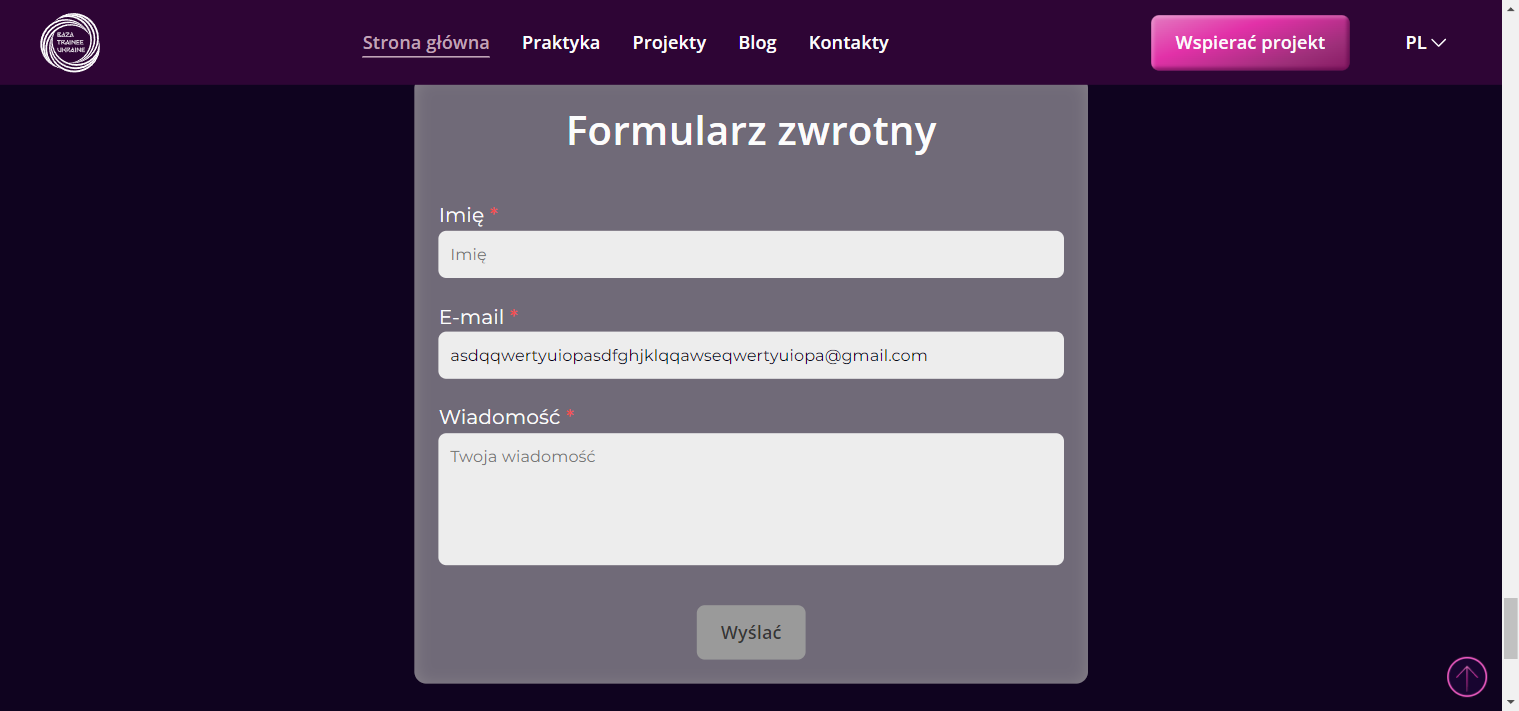 BAZA
TRAINEE
UKRAINE
Strona główna Praktyka Projekty Blog Kontakty Wspierać projekt PL
Formularz zwrotny
Imię *
Imię
E-mail *
asdqqwertyuiopasdfghjklqqawseqwertyuiopa@gmail.com
Wiadomość *
Twoja wiadomość
Wyślać